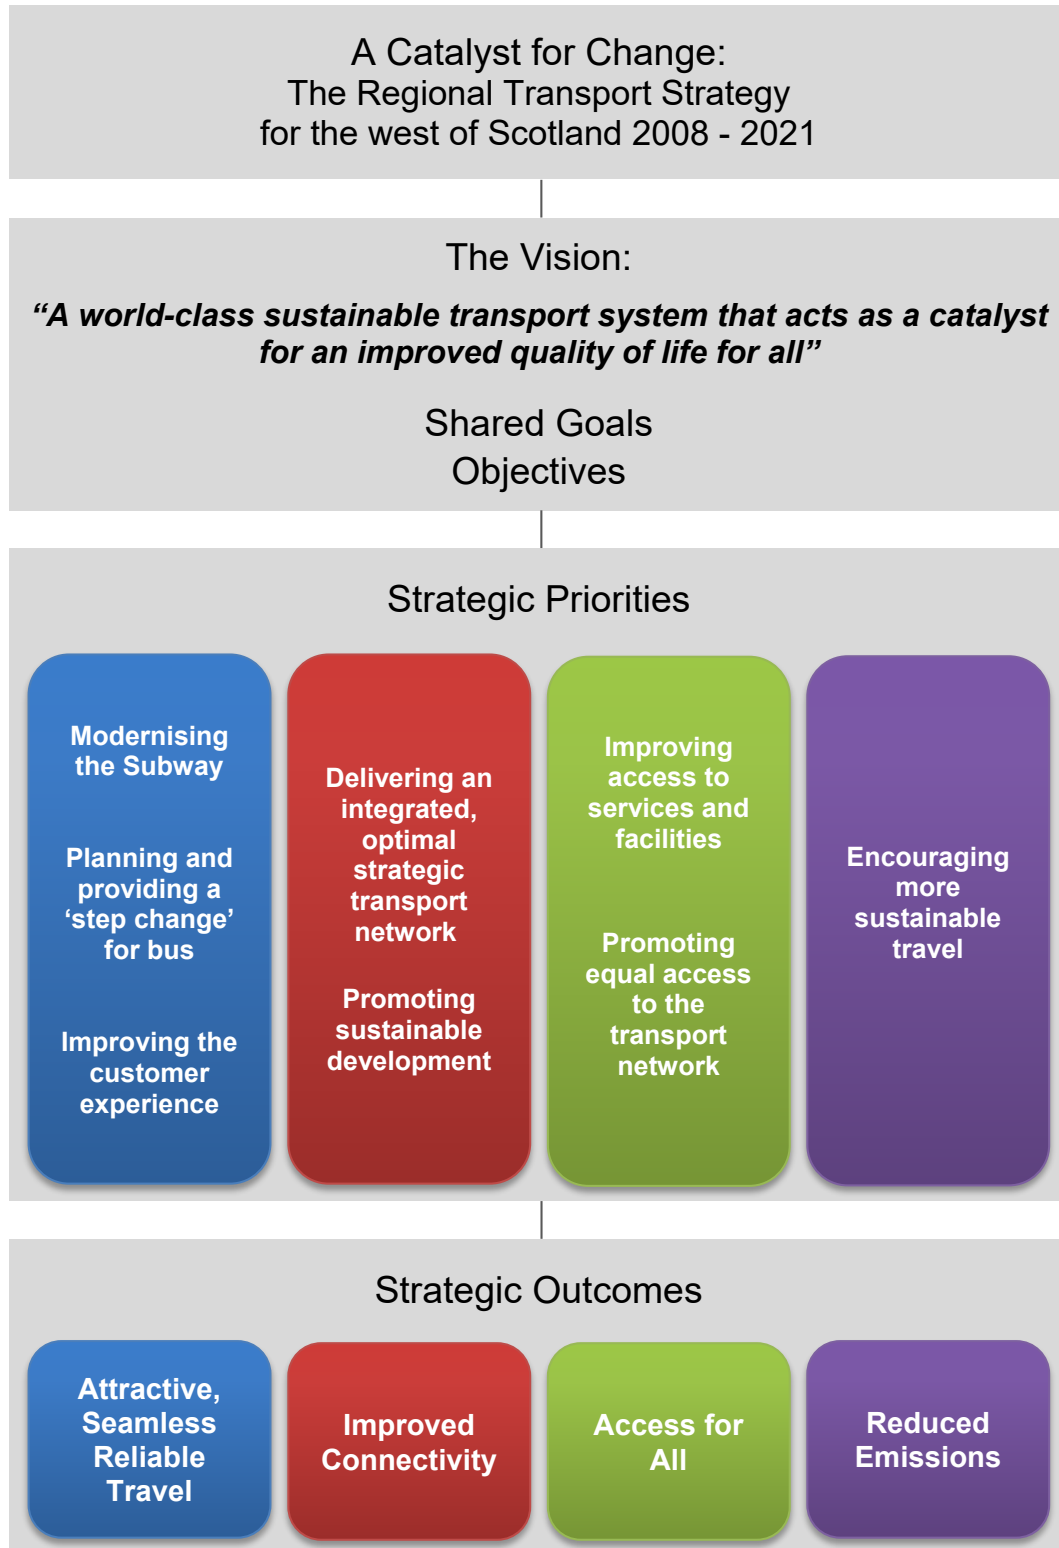 A Catalyst for Change:
The Regional Transport Strategy
for the west of Scotland 2008 - 2021
The Vision:
“A world-class sustainable transport system that acts as a catalyst
for an improved quality of life for all”
Shared Goals
Objectives
Strategic Priorities
Modernising
the Subway
Planning and
providing a
‘step change’
for bus
Improving the
customer
experience
Delivering an
integrated,
optimal
strategic
transport
network
Promoting
sustainable
development
Improving
access to
services and
facilities
Promoting
equal access
to the
transport
network
Encouraging
more
sustainable
travel
Strategic Outcomes
Attractive,
Seamless
Reliable
Travel
Improved
Connectivity
Access for
All
Reduced
Emissions